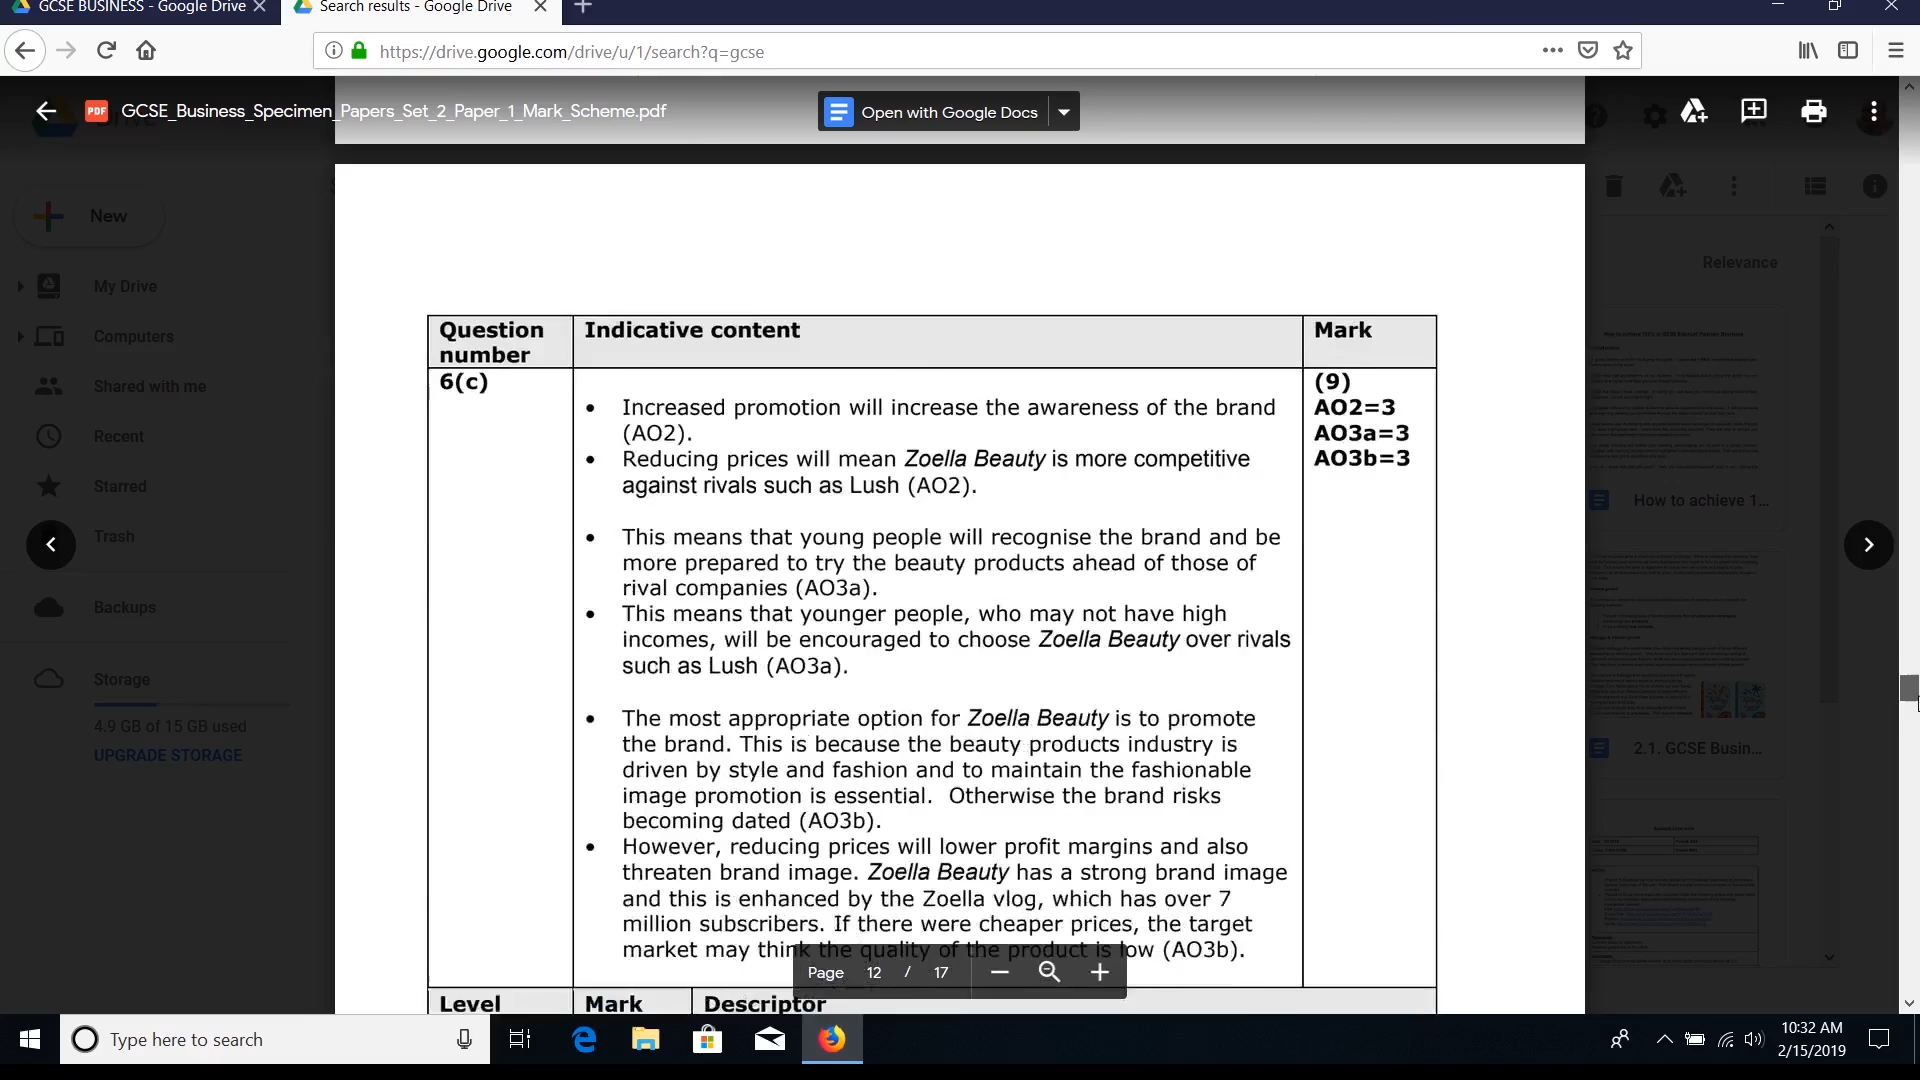 GCSE BUSINESS - Google Drive
Search results - Google Drive
https://drive.google.com/drive/u/1/search?q=gcse
PDF
GCSE_Business_Specimen_Papers_Set_2_Paper_1_Mark_Scheme.pdf
Open with Google Docs
New
My Drive
Computers
Shared with me
Recent
Starred
Trash
Backups
Storage
4.9 GB of 15 GB used
UPGRADE STORAGE
Relevance
How to achieve 1...
2.1. GCSE Busin...
Question number
Indicative content
Mark
6(c)
(9)
AO2=3
AO3a=3
AO3b=3
• Increased promotion will increase the awareness of the brand
(AO2).
• Reducing prices will mean Zoella Beauty is more competitive
against rivals such as Lush (AO2).
• This means that young people will recognise the brand and be
more prepared to try the beauty products ahead of those of
rival companies (AO3a).
• This means that younger people, who may not have high
incomes, will be encouraged to choose Zoella Beauty over rivals
such as Lush (AO3a).
• The most appropriate option for Zoella Beauty is to promote
the brand. This is because the beauty products industry is
driven by style and fashion and to maintain the fashionable
image promotion is essential. Otherwise the brand risks
becoming dated (AO3b).
• However, reducing prices will lower profit margins and also
threaten brand image. Zoella Beauty has a strong brand image
and this is enhanced by the Zoella vlog, which has over 7
million subscribers. If there were cheaper prices, the target
market may think the quality of the product is low (AO3b).
Page 12 / 17
Level
Mark
Descriptor
Type here to search
10:32 AM
2/15/2019